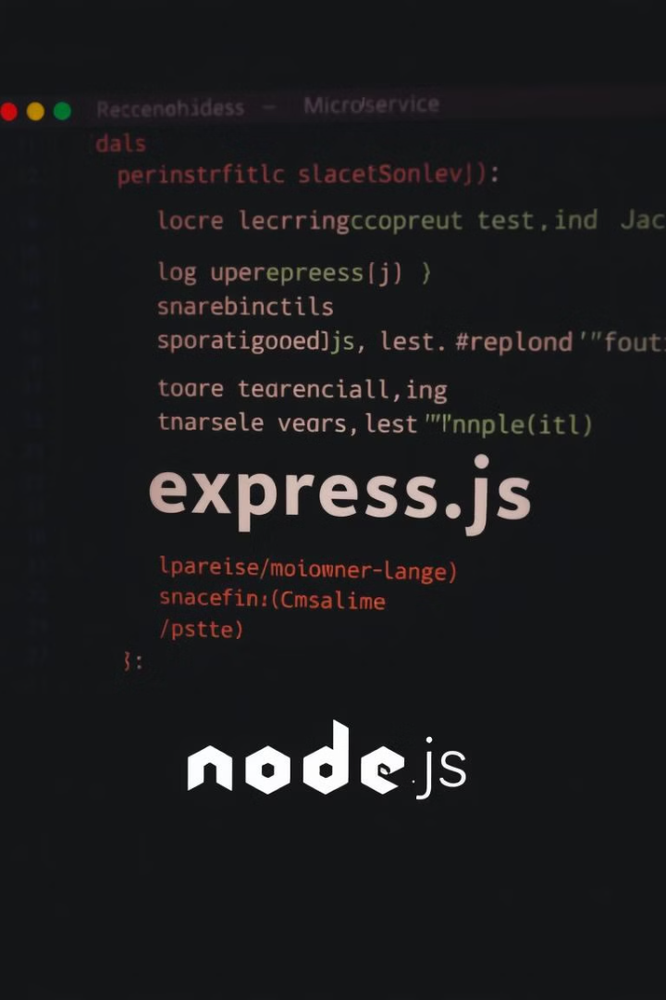 Reccenohidess — Microservice
dals
perinstrfitlc slacetSonlevj):
locre lecrringccopreut test,ind Jac
log uperepreess(j) }
snarebinctils
sporatigooed]js, lest. #replond '"fout:
toare tearenciall,ing
tnarsele vears,lest "'nnple(itl)
express.js
lpareise/moiowner-lange)
snacefin:(Cmsalime
/pstte)
}:
node.js